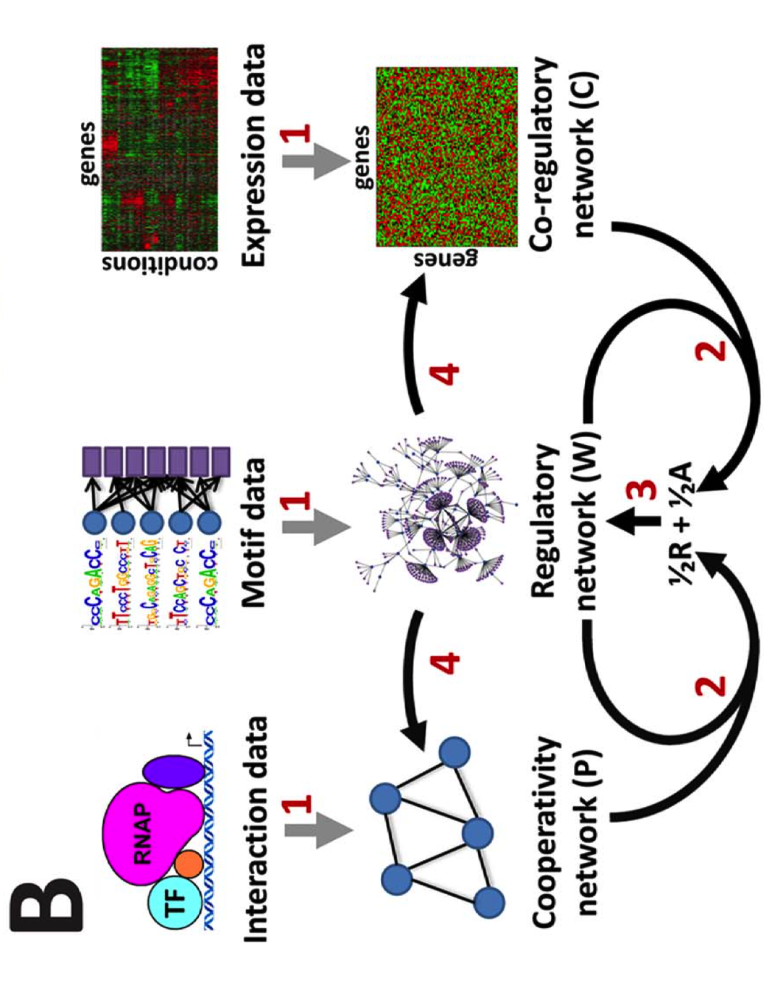 B
TF
RNAP
Interaction data
Motif data
genes
conditions
Expression data
1
1
1
genes
genes
4
4
Cooperativity
network (P)
Regulatory
network (W)
Co-regulatory
network (C)
2
3
2
½R + ½A